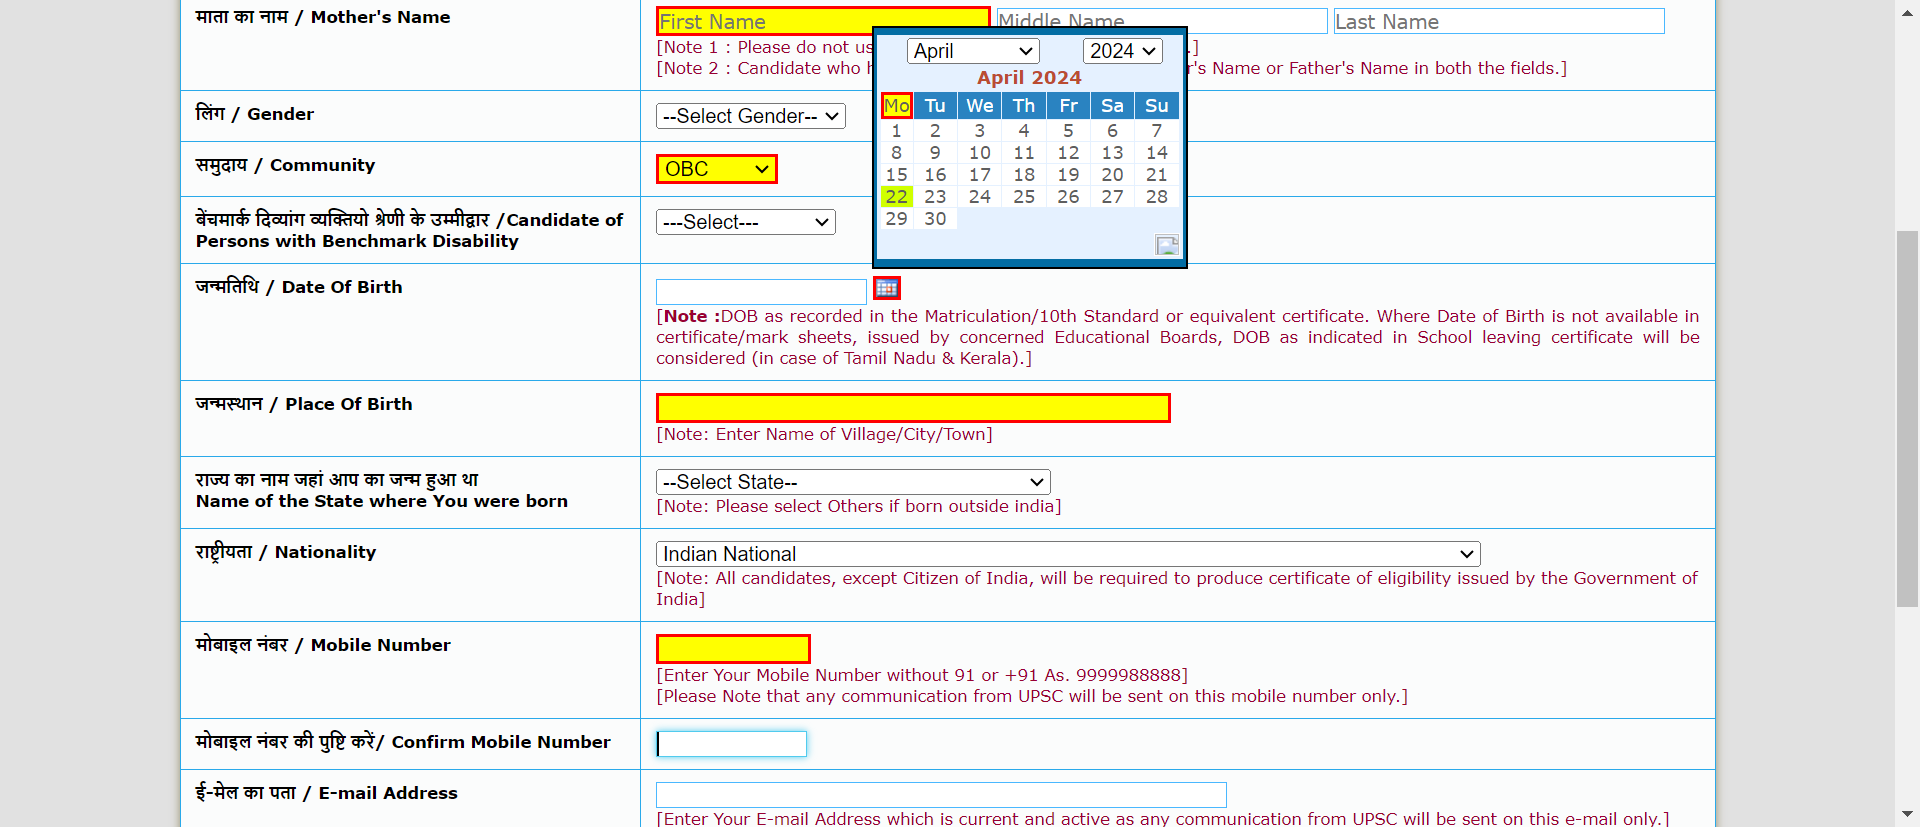 माता का नाम / Mother's Name
First Name
Middle Name
Last Name
[Note 1 : Please do not us
.]
[Note 2 : Candidate who h
r's Name or Father's Name in both the fields.]
April
2024
April 2024
Mo Tu We Th Fr Sa Su
1 2 3 4 5 6 7
8 9 10 11 12 13 14
15 16 17 18 19 20 21
22 23 24 25 26 27 28
29 30
लिंग / Gender
--Select Gender--
समुदाय / Community
OBC
बेंचमार्क दिव्यांग व्यक्तियो श्रेणी के उम्मीद्वार /Candidate of
Persons with Benchmark Disability
---Select---
जन्मतिथि / Date Of Birth
[Note :DOB as recorded in the Matriculation/10th Standard or equivalent certificate. Where Date of Birth is not available in
certificate/mark sheets, issued by concerned Educational Boards, DOB as indicated in School leaving certificate will be
considered (in case of Tamil Nadu & Kerala).]
जन्मस्थान / Place Of Birth
[Note: Enter Name of Village/City/Town]
राज्य का नाम जहां आप का जन्म हुआ था
Name of the State where You were born
--Select State--
[Note: Please select Others if born outside india]
राष्ट्रीयता / Nationality
Indian National
[Note: All candidates, except Citizen of India, will be required to produce certificate of eligibility issued by the Government of
India]
मोबाइल नंबर / Mobile Number
[Enter Your Mobile Number without 91 or +91 As. 9999988888]
[Please Note that any communication from UPSC will be sent on this mobile number only.]
मोबाइल नंबर की पुष्टि करें/ Confirm Mobile Number
ई-मेल का पता / E-mail Address
[Enter Your E-mail Address which is current and active as any communication from UPSC will be sent on this e-mail only.]